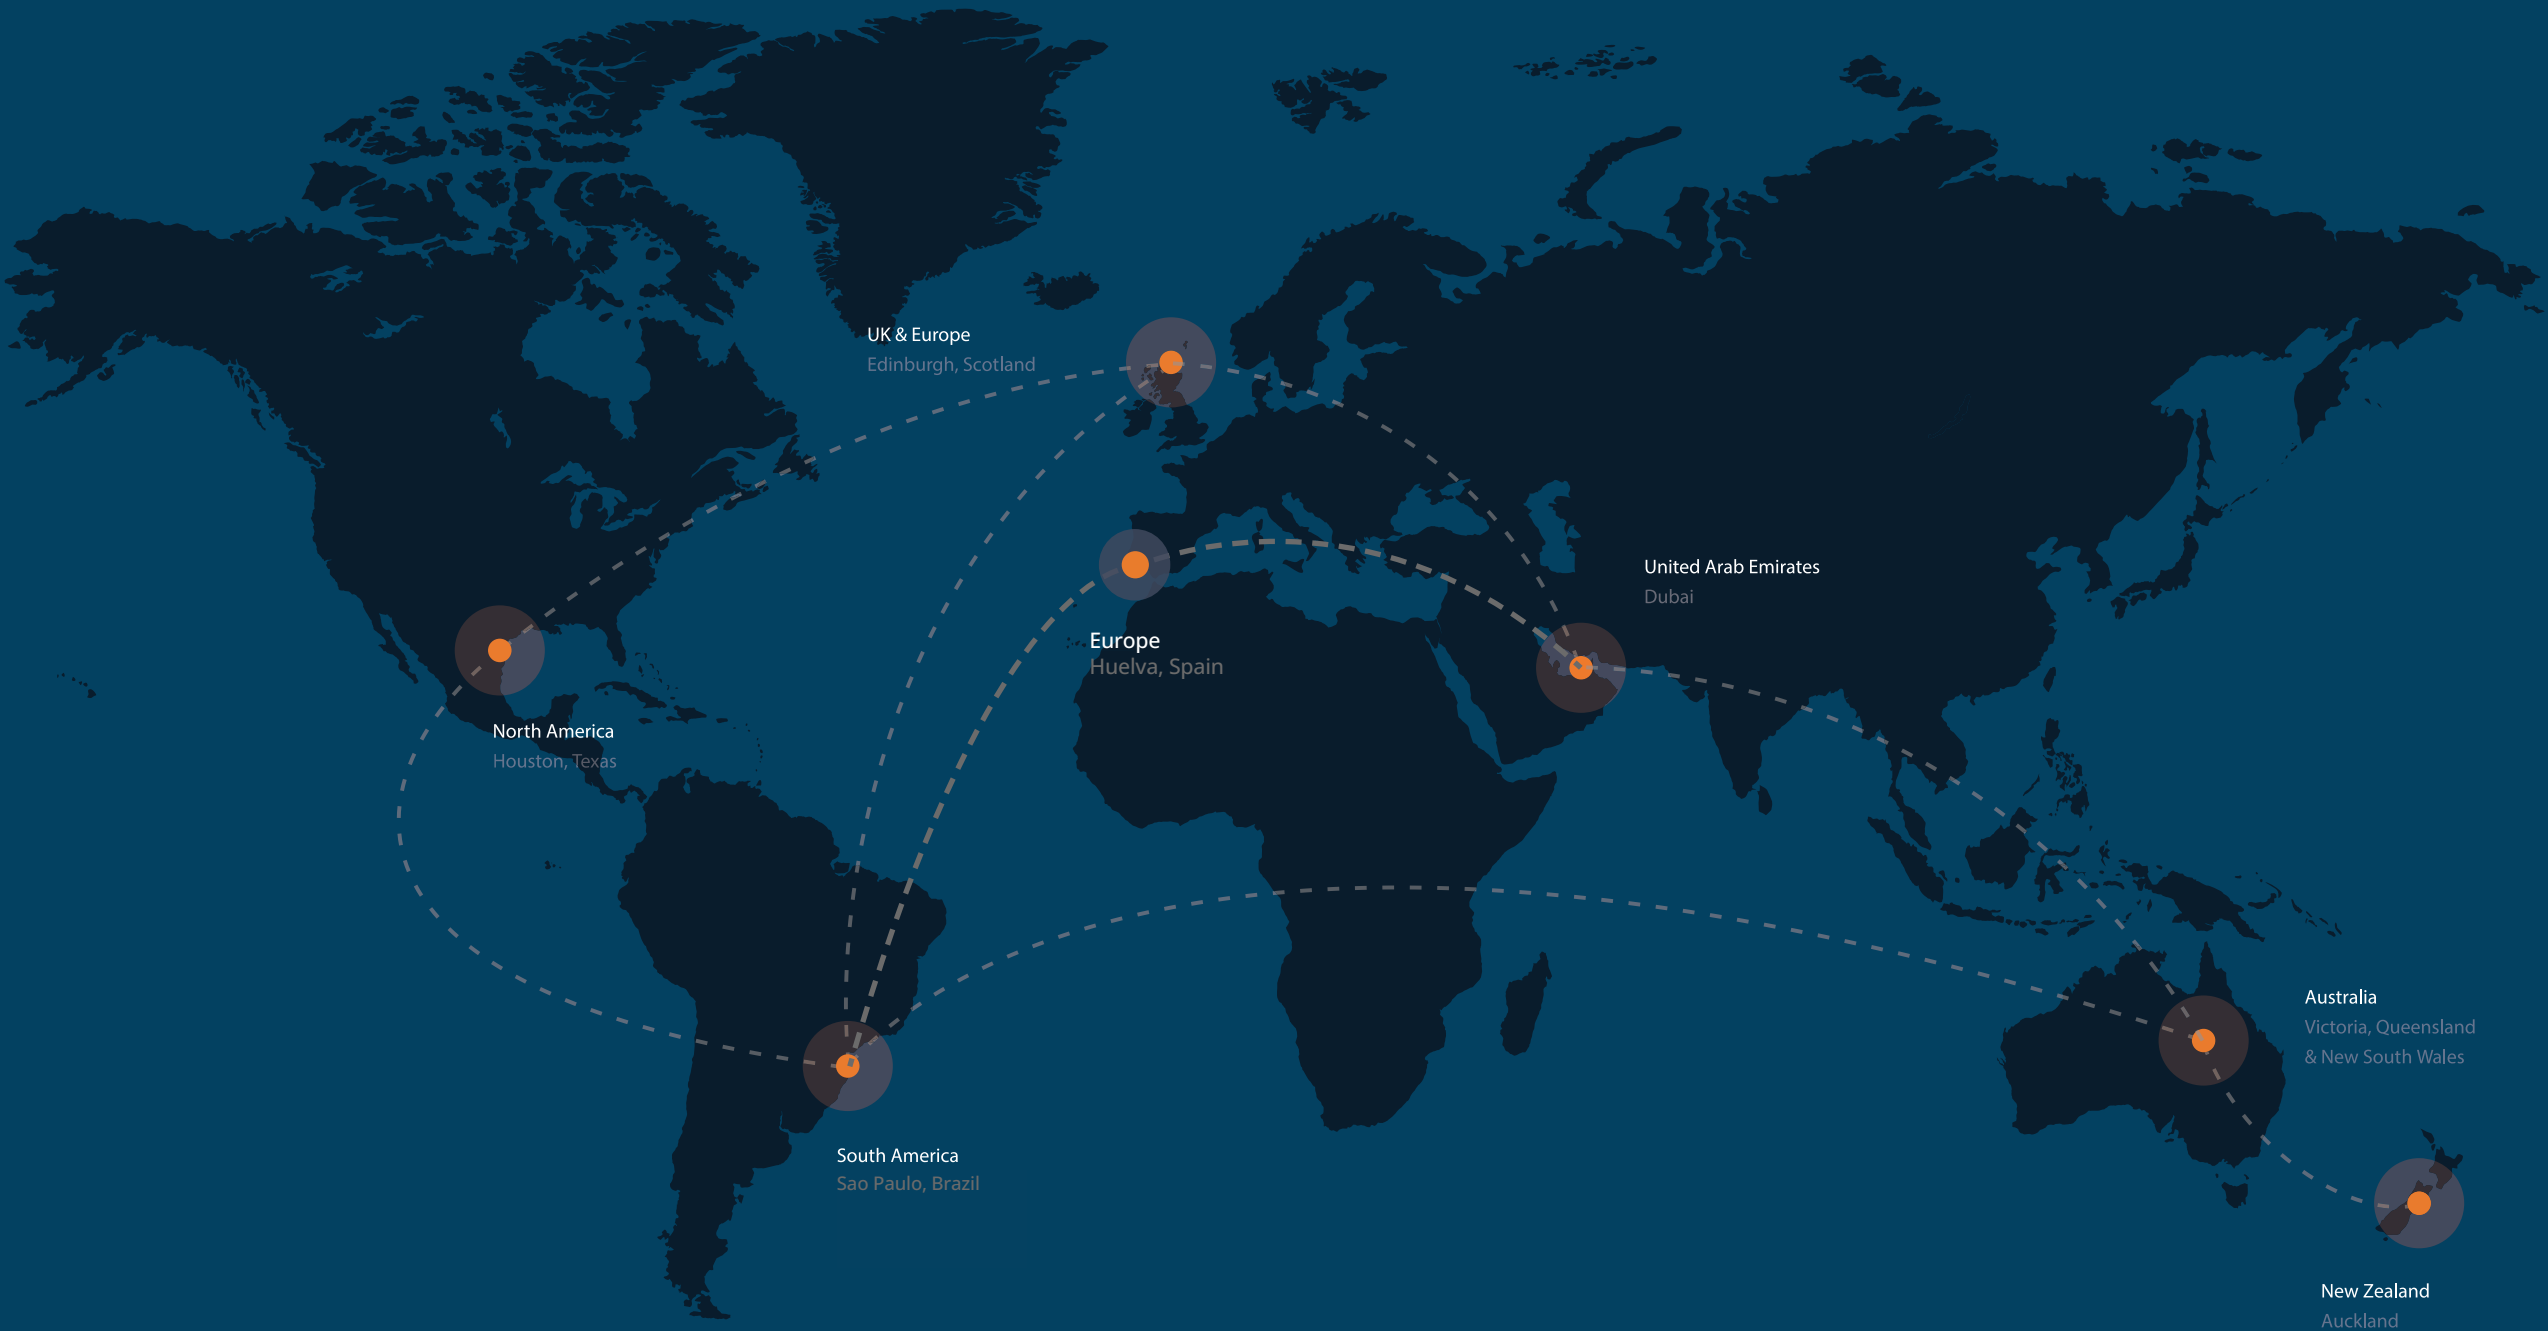 UK & Europe
Edinburgh, Scotland
United Arab Emirates
Dubai
Europe
Huelva, Spain
North America
Houston, Texas
Australia
Victoria, Queensland
& New South Wales
South America
Sao Paulo, Brazil
New Zealand
Auckland